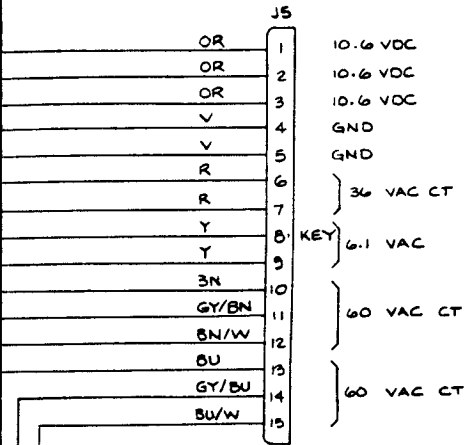 J5
OR 1 10.6 VDC
OR 2 10.6 VDC
OR 3 10.6 VDC
V 4 GND
V 5 GND
R 6
R 7 36 VAC CT
Y 8 KEY
Y 9 6.1 VAC
BN 10
GY/BN 11 60 VAC CT
BN/W 12
BU 13
GY/BU 14 60 VAC CT
BU/W 15